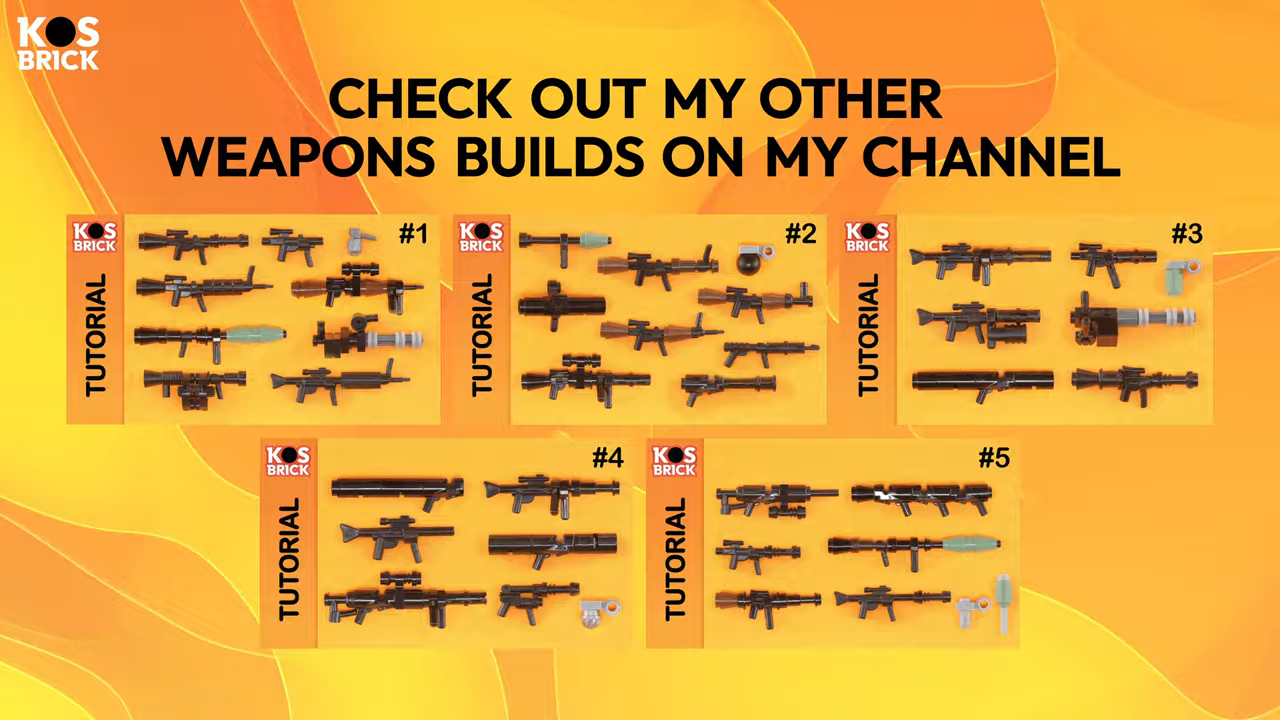 KOS
BRICK
CHECK OUT MY OTHER
WEAPONS BUILDS ON MY CHANNEL
KOS
BRICK
TUTORIAL
#1
KOS
BRICK
TUTORIAL
#2
KOS
BRICK
TUTORIAL
#3
KOS
BRICK
TUTORIAL
#4
KOS
BRICK
TUTORIAL
#5